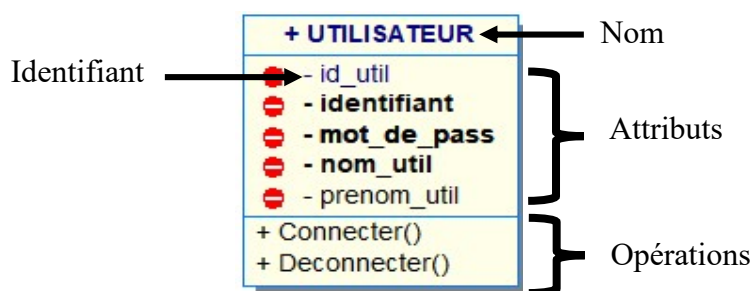 + UTILISATEUR
Nom
Identifiant
- id_util
- identifiant
- mot_de_pass
- nom_util
- prenom_util
Attributs
+ Connecter()
+ Deconnecter()
Opérations